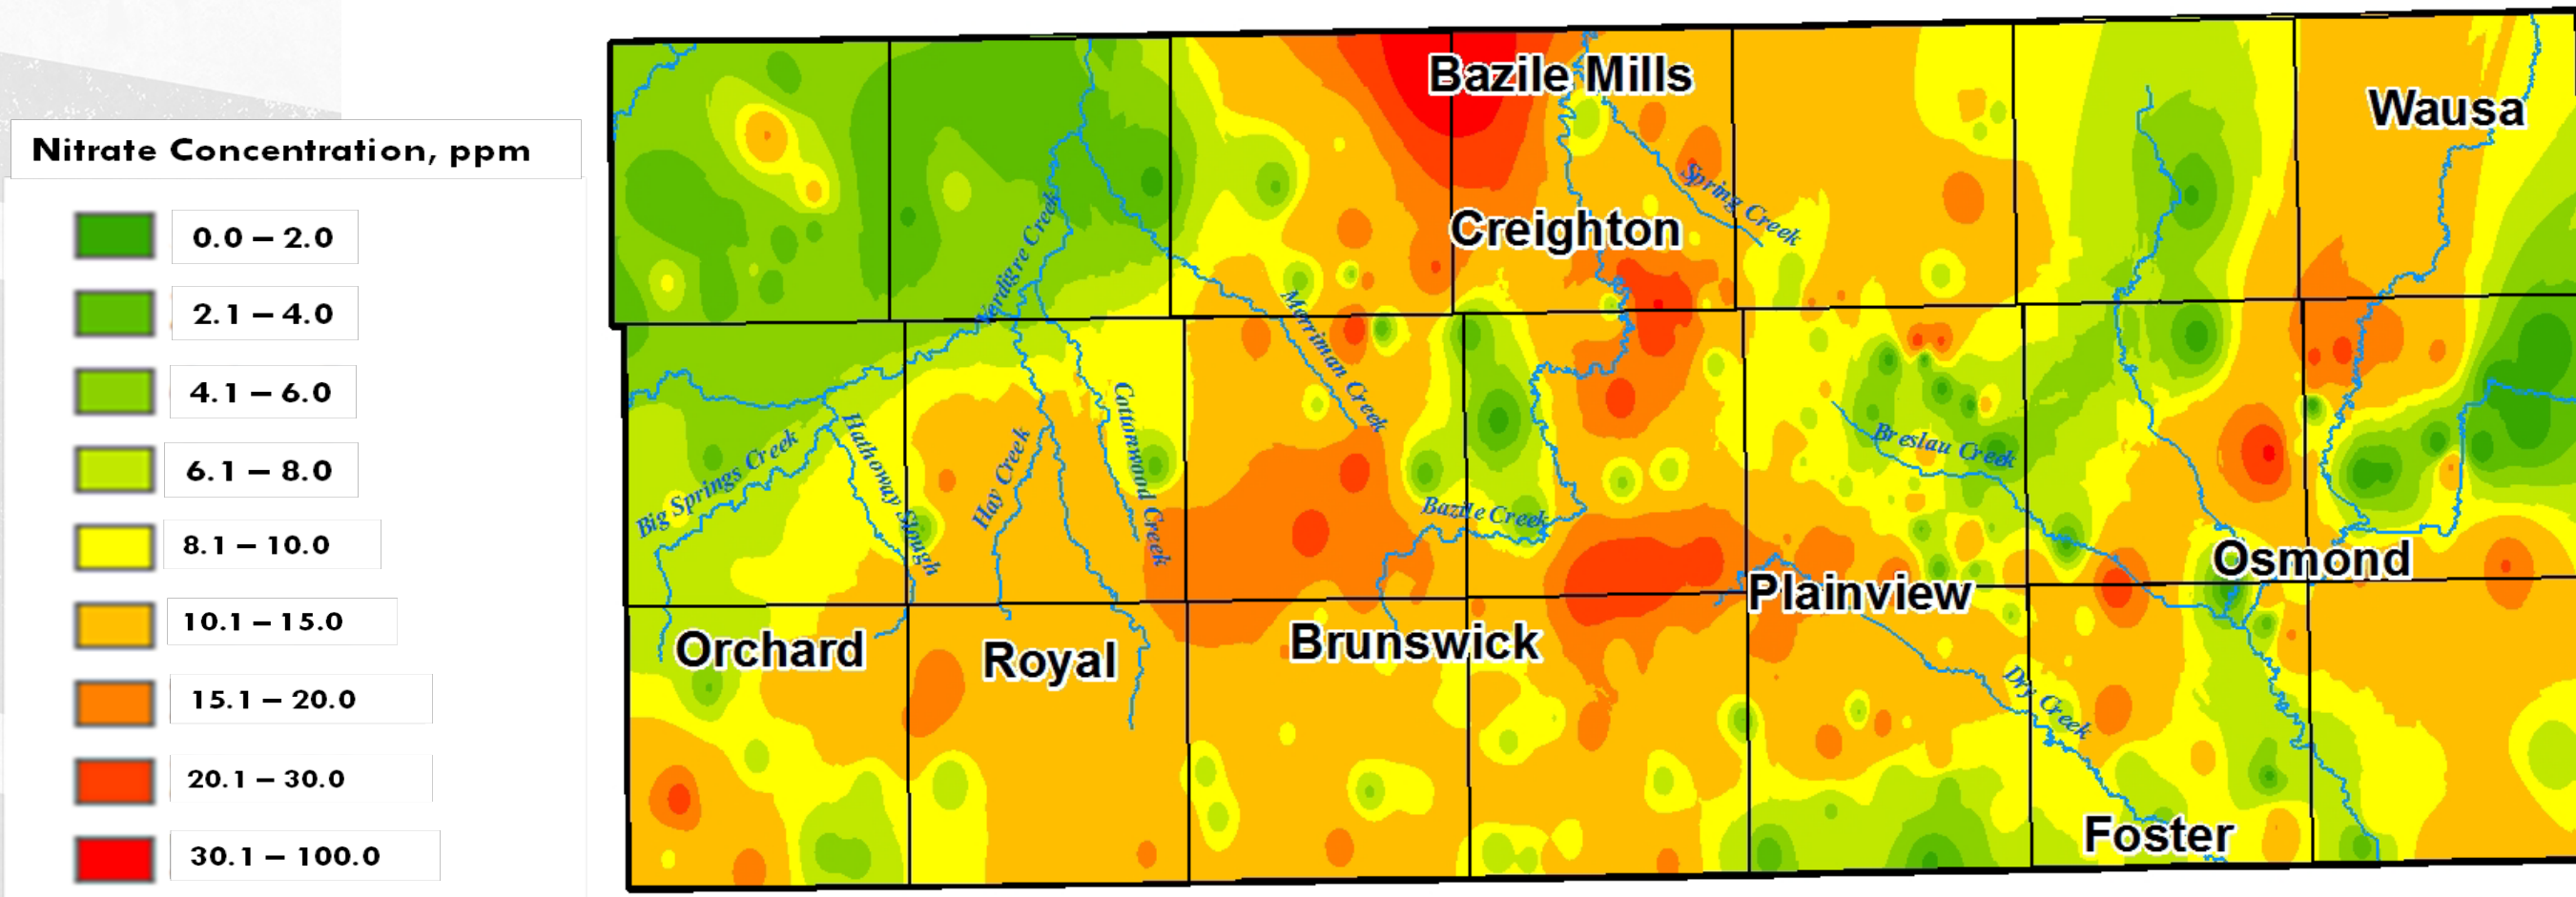 Nitrate Concentration, ppm
0.0 – 2.0
2.1 – 4.0
4.1 – 6.0
6.1 – 8.0
8.1 – 10.0
10.1 – 15.0
15.1 – 20.0
20.1 – 30.0
30.1 – 100.0
Bazile Mills
Wausa
Spring Creek
Creighton
Verdigre Creek
Merriman Creek
Cottonwood Creek
Hathoway Slough
Hay Creek
Big Springs Creek
Breslau Creek
Bazile Creek
Osmond
Plainview
Brunswick
Orchard
Royal
Dry Creek
Foster